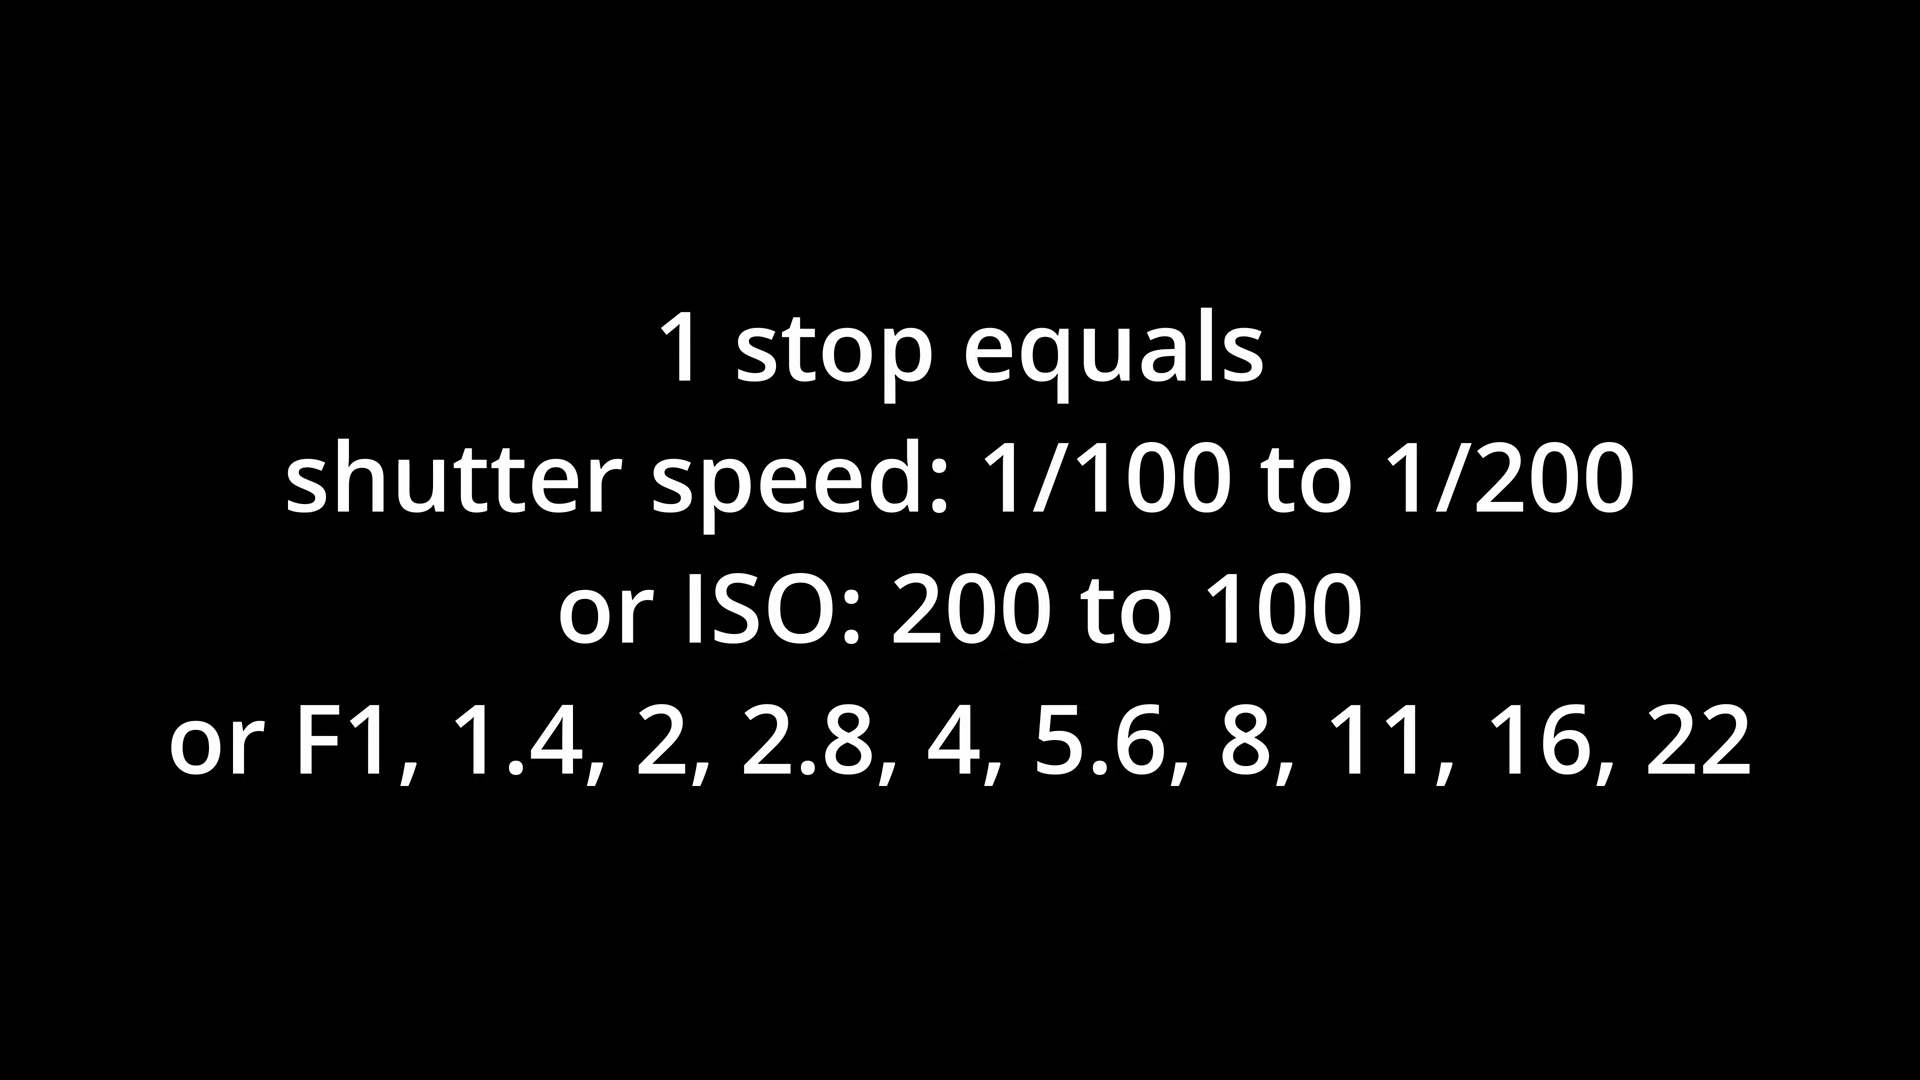 1 stop equals
shutter speed: 1/100 to 1/200
or ISO: 200 to 100
or F1, 1.4, 2, 2.8, 4, 5.6, 8, 11, 16, 22